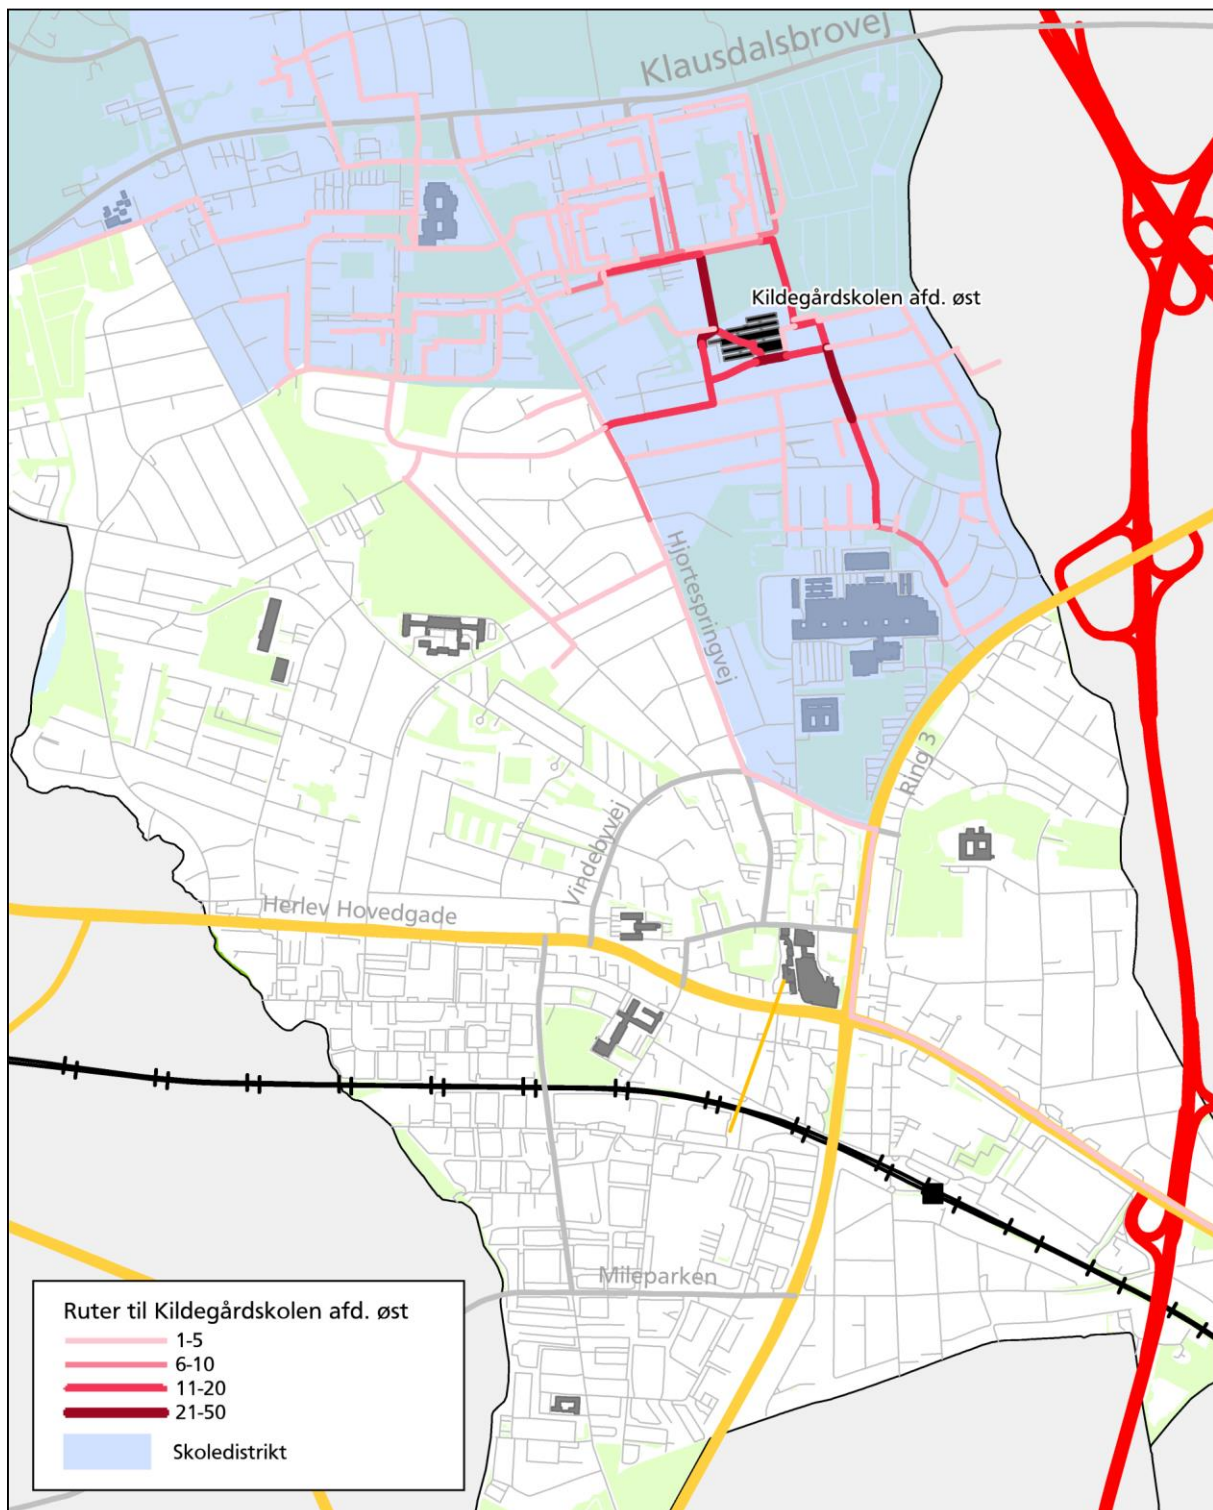 Klausdalsbrovej
Kildegårdskolen afd. øst
Hjortespringvej
Ring 3
Vindebyvej
Herlev Hovedgade
Mileparken
Ruter til Kildegårdskolen afd. øst
1-5
6-10
11-20
21-50
Skoledistrikt